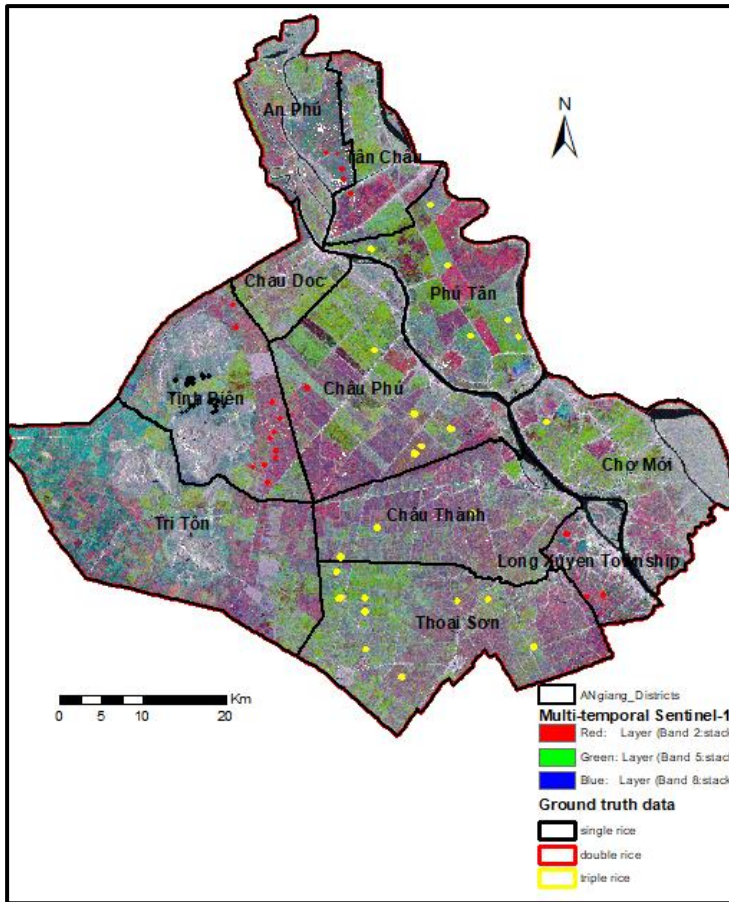 N
An Phú
Tân Châu
Chau Doc
Phú Tân
Tịnh Biên
Châu Phú
Chợ Mới
Tri Tôn
Châu Thành
Long Xuyen Township
Thoai Sơn
Km
0 5 10 20
ANgiang_Districts
Multi-temporal Sentinel-1
Red: Layer (Band 2:stack
Green: Layer (Band 5:stack
Blue: Layer (Band 8:stack
Ground truth data
single rice
double rice
triple rice